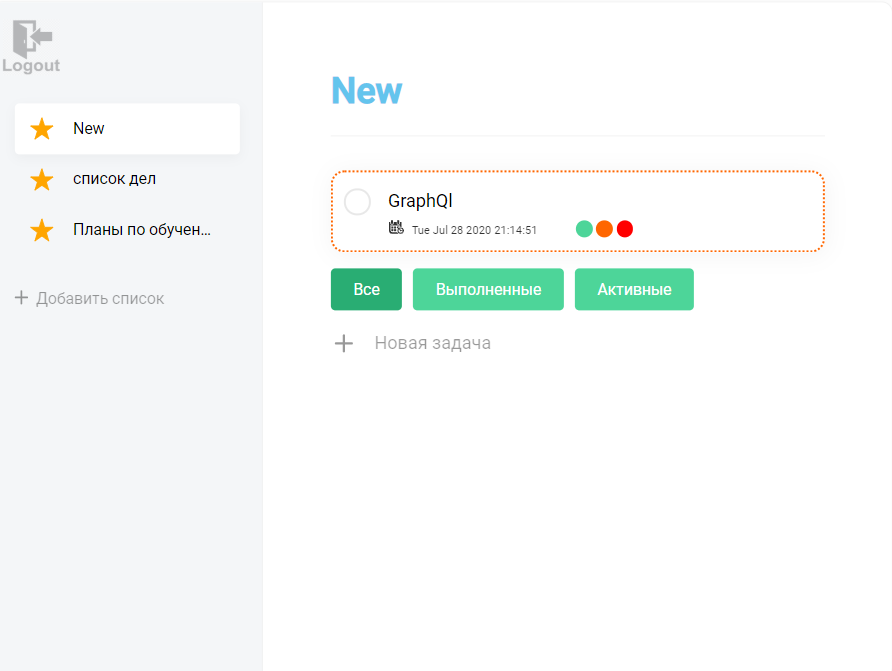 Logout
New
список дел
Планы по обучен...
Добавить список
New
GraphQl
Tue Jul 28 2020 21:14:51
Все
Выполненные
Активные
Новая задача